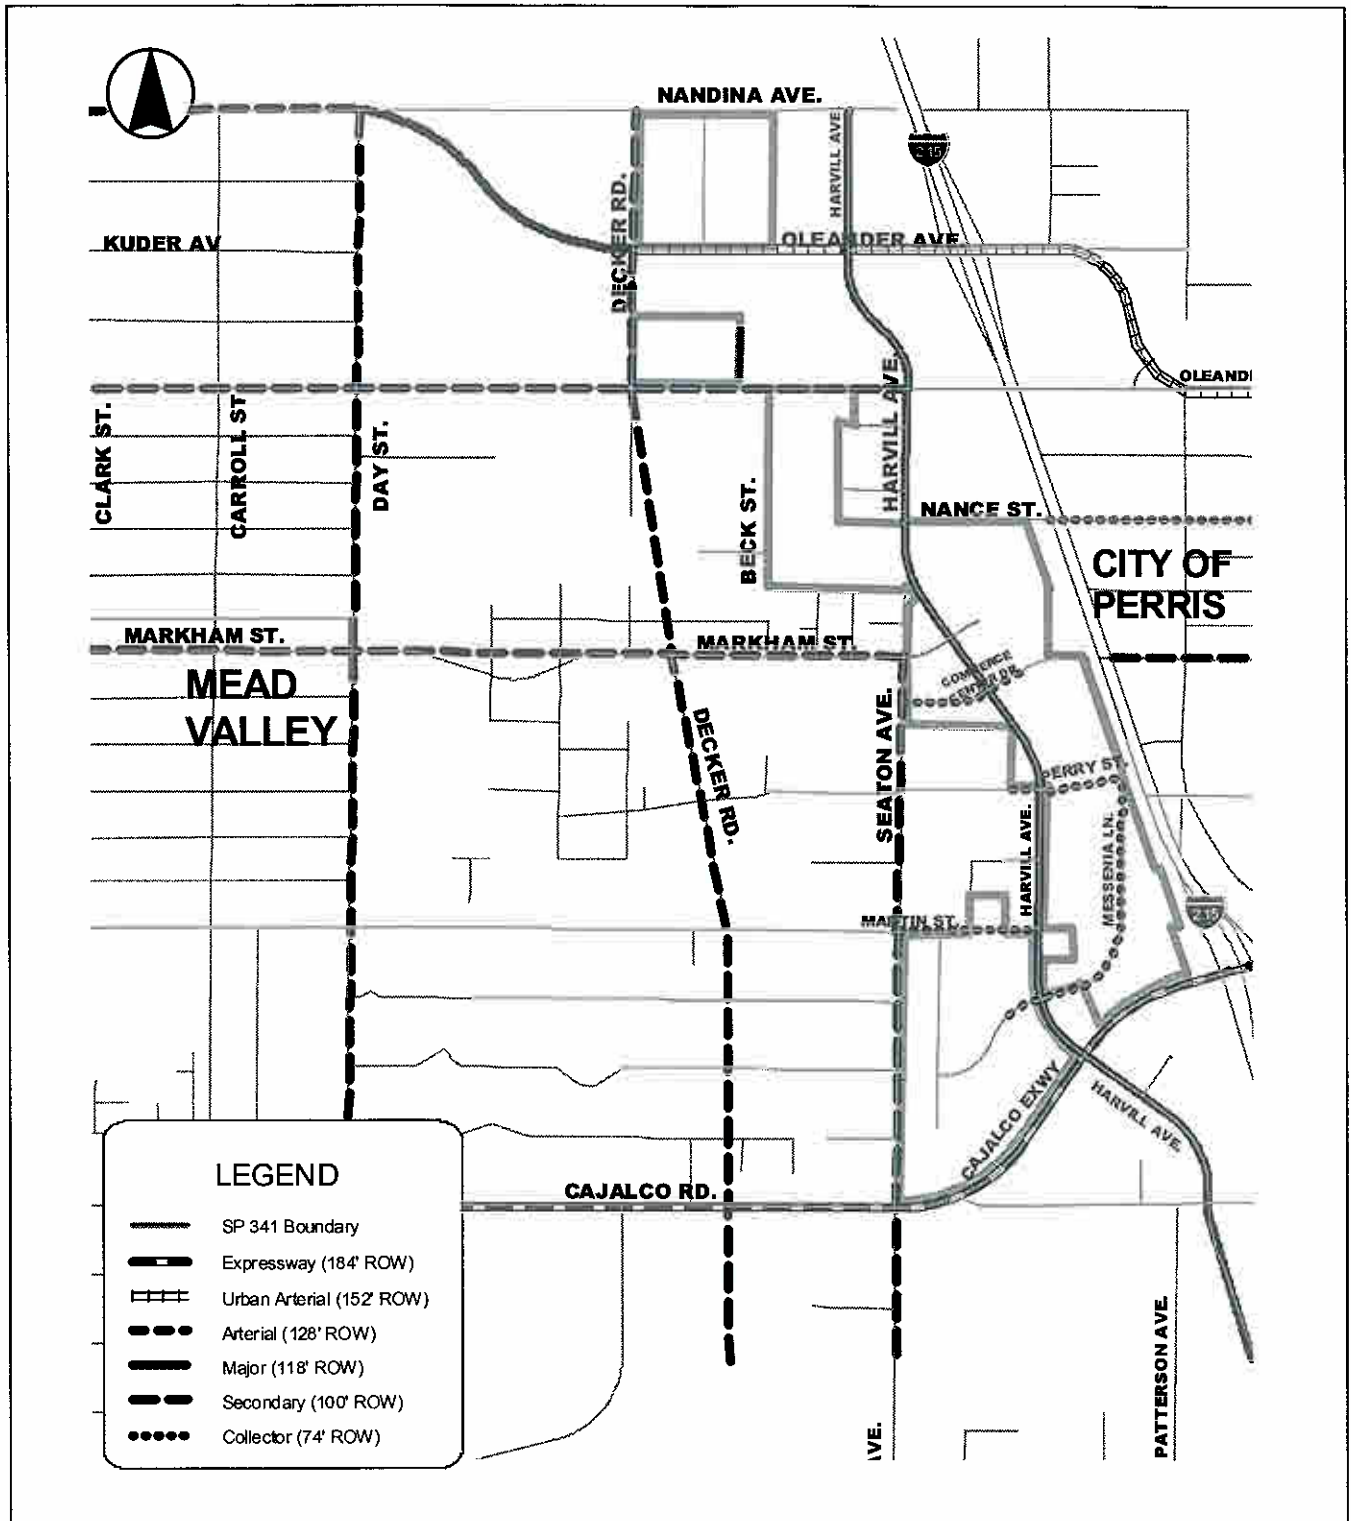 NANDINA AVE.
HARVILL AVE
215
DECKER RD.
KUDER AV
OLEANDER AVE
HARVILL AVE.
OLEANDI
CLARK ST.
CARROLL ST
DAY ST.
BECK ST.
NANCE ST.
CITY OF
PERRIS
MARKHAM ST.
MARKHAM ST.
MEAD
VALLEY
COMMERCE
CENTER DR.
DECKER RD.
SEATON AVE.
PERRY ST.
HARVILL AVE.
MESSENIA LN.
MARTIN ST.
215
CAJALCO EXWY
HARVILL AVE.
CAJALCO RD.
PATTERSON AVE.
AVE.
LEGEND
SP 341 Boundary
Expressway (184' ROW)
Urban Arterial (152' ROW)
Arterial (128' ROW)
Major (118' ROW)
Secondary (100' ROW)
Collector (74' ROW)